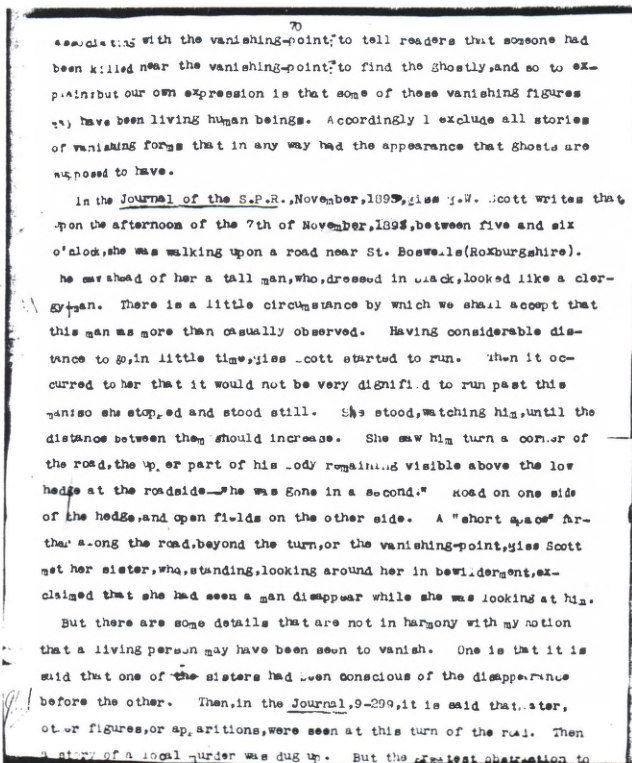 70
associating with the vanishing-point; to tell readers that someone had
been killed near the vanishing-point; to find the ghostly,and so to ex-
plain:but our own expression is that some of these vanishing figures
may have been living human beings. Accordingly I exclude all stories
of vanishing forms that in any way had the appearance that ghosts are
supposed to have.
In the Journal of the S.P.R.,November,1893,Miss M.W. Scott writes that
upon the afternoon of the 7th of November,1893,between five and six
o'clock,she was walking upon a road near St. Boswells(Roxburgshire).
he saw ahead of her a tall man,who,dressed in black,looked like a cler-
gyman. There is a little circumstance by which we shall accept that
this man as more than casually observed. Having considerable dis-
tance to go,in little time,Miss Scott started to run. Then it oc-
curred to her that it would not be very dignified to run past this
man:so she stopped and stood still. She stood,watching him,until the
distance between them should increase. She saw him turn a corner of
the road,the upper part of his body remaining visible above the low
hedge at the roadside—"he was gone in a second." Road on one side
of the hedge,and open fields on the other side. A "short space" far-
ther along the road,beyond the turn,or the vanishing-point,Miss Scott
met her sister,who,standing,looking around her in bewilderment,ex-
claimed that she had seen a man disappear while she was looking at him.
But there are some details that are not in harmony with my notion
that a living person may have been seen to vanish. One is that it is
said that one of the sisters had been conscious of the disappearance
before the other. Then,in the Journal,9-299,it is said that,later,
other figures,or apparitions,were seen at this turn of the road. Then
a story of a local murder was dug up. But the greatest obstruction to